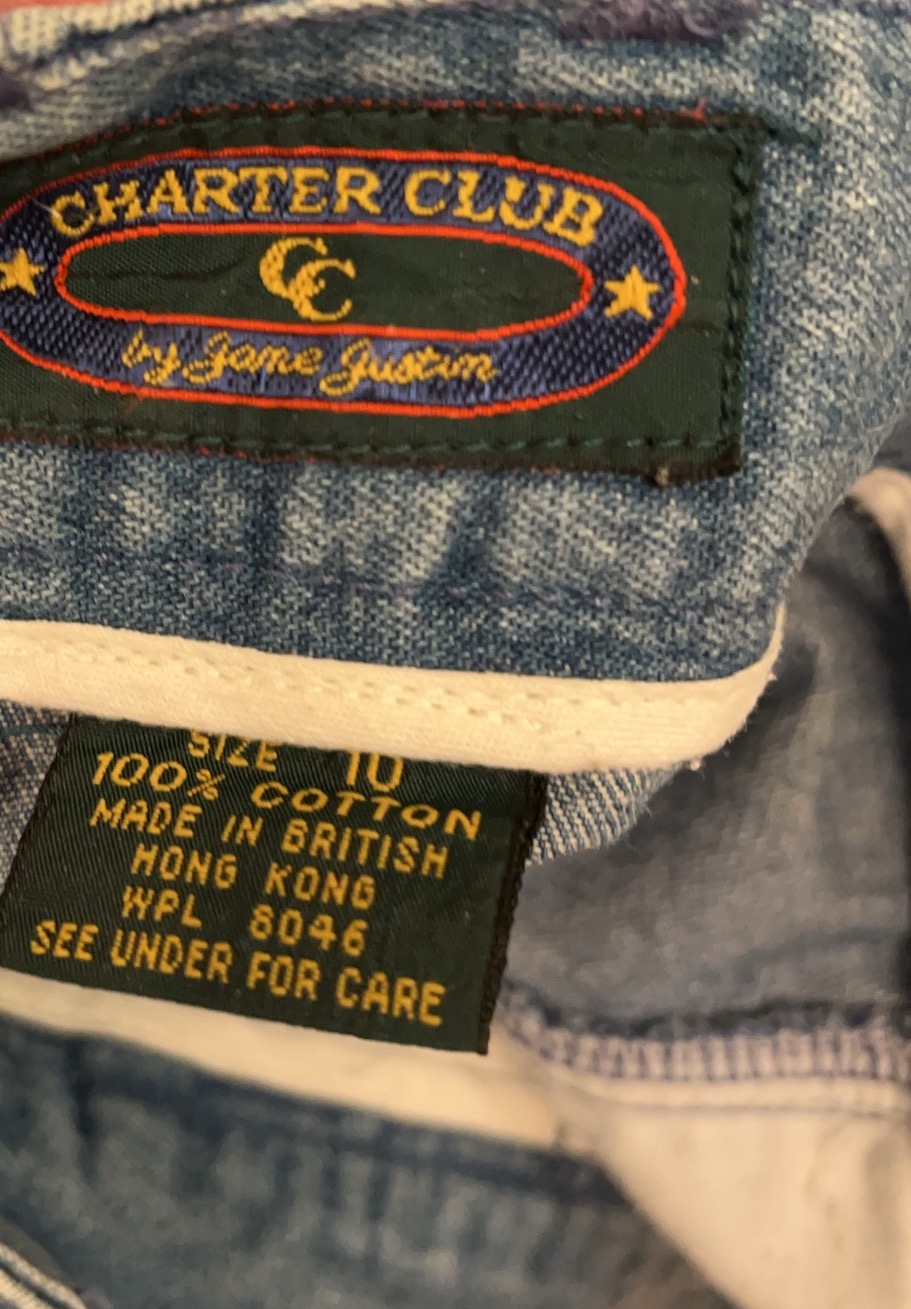 CHARTER CLUB
CC
by Jame Justin
SIZE 10
100% COTTON
MADE IN BRITISH
HONG KONG
WPL 8046
SEE UNDER FOR CARE